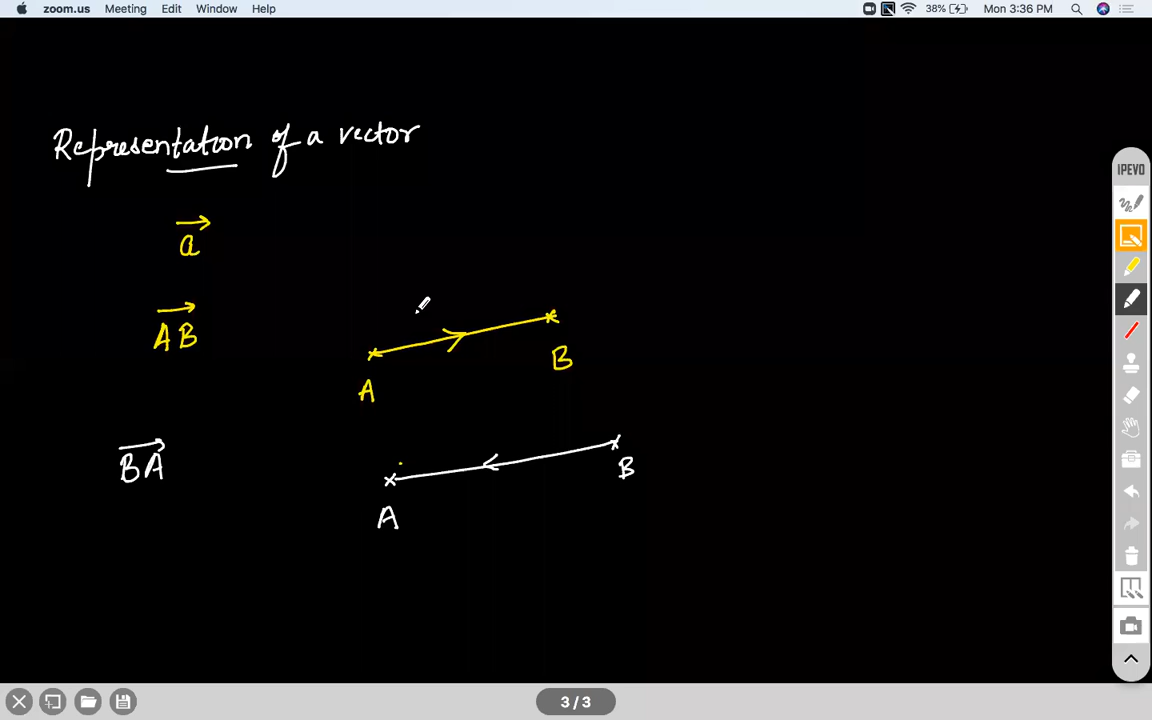 zoom.us Meeting Edit Window Help 38% Mon 3:36 PM
Representation of a vector
IPEVO
a
AB
B
A
BA
B
A
3 / 3